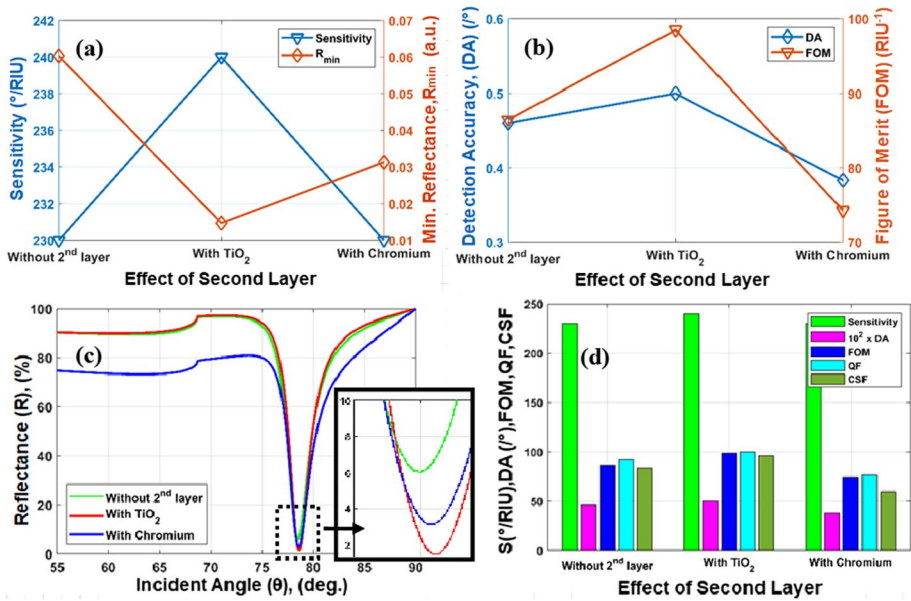 (a)
Sensitivity
Rmin
242
240
238
236
234
232
230
Sensitivity (°/RIU)
0.07
0.06
0.05
0.04
0.03
0.02
0.01
Min. Reflectance,Rmin (a.u.)
Without 2nd layer
With TiO2
With Chromium
Effect of Second Layer
(b)
DA
FOM
0.6
0.5
0.4
0.3
Detection Accuracy, (DA) (/°)
100
90
80
70
Figure of Merit (FOM) (RIU-1)
Without 2nd layer
With TiO2
With Chromium
Effect of Second Layer
(c)
100
80
60
40
20
0
Reflectance (R), (%)
Without 2nd layer
With TiO2
With Chromium
10
8
6
4
2
55
60
65
70
75
80
85
90
Incident Angle (θ), (deg.)
(d)
Sensitivity
102 x DA
FOM
QF
CSF
250
200
150
100
50
0
S(°/RIU),DA (/°),FOM,QF,CSF
Without 2nd layer
With TiO2
With Chromium
Effect of Second Layer